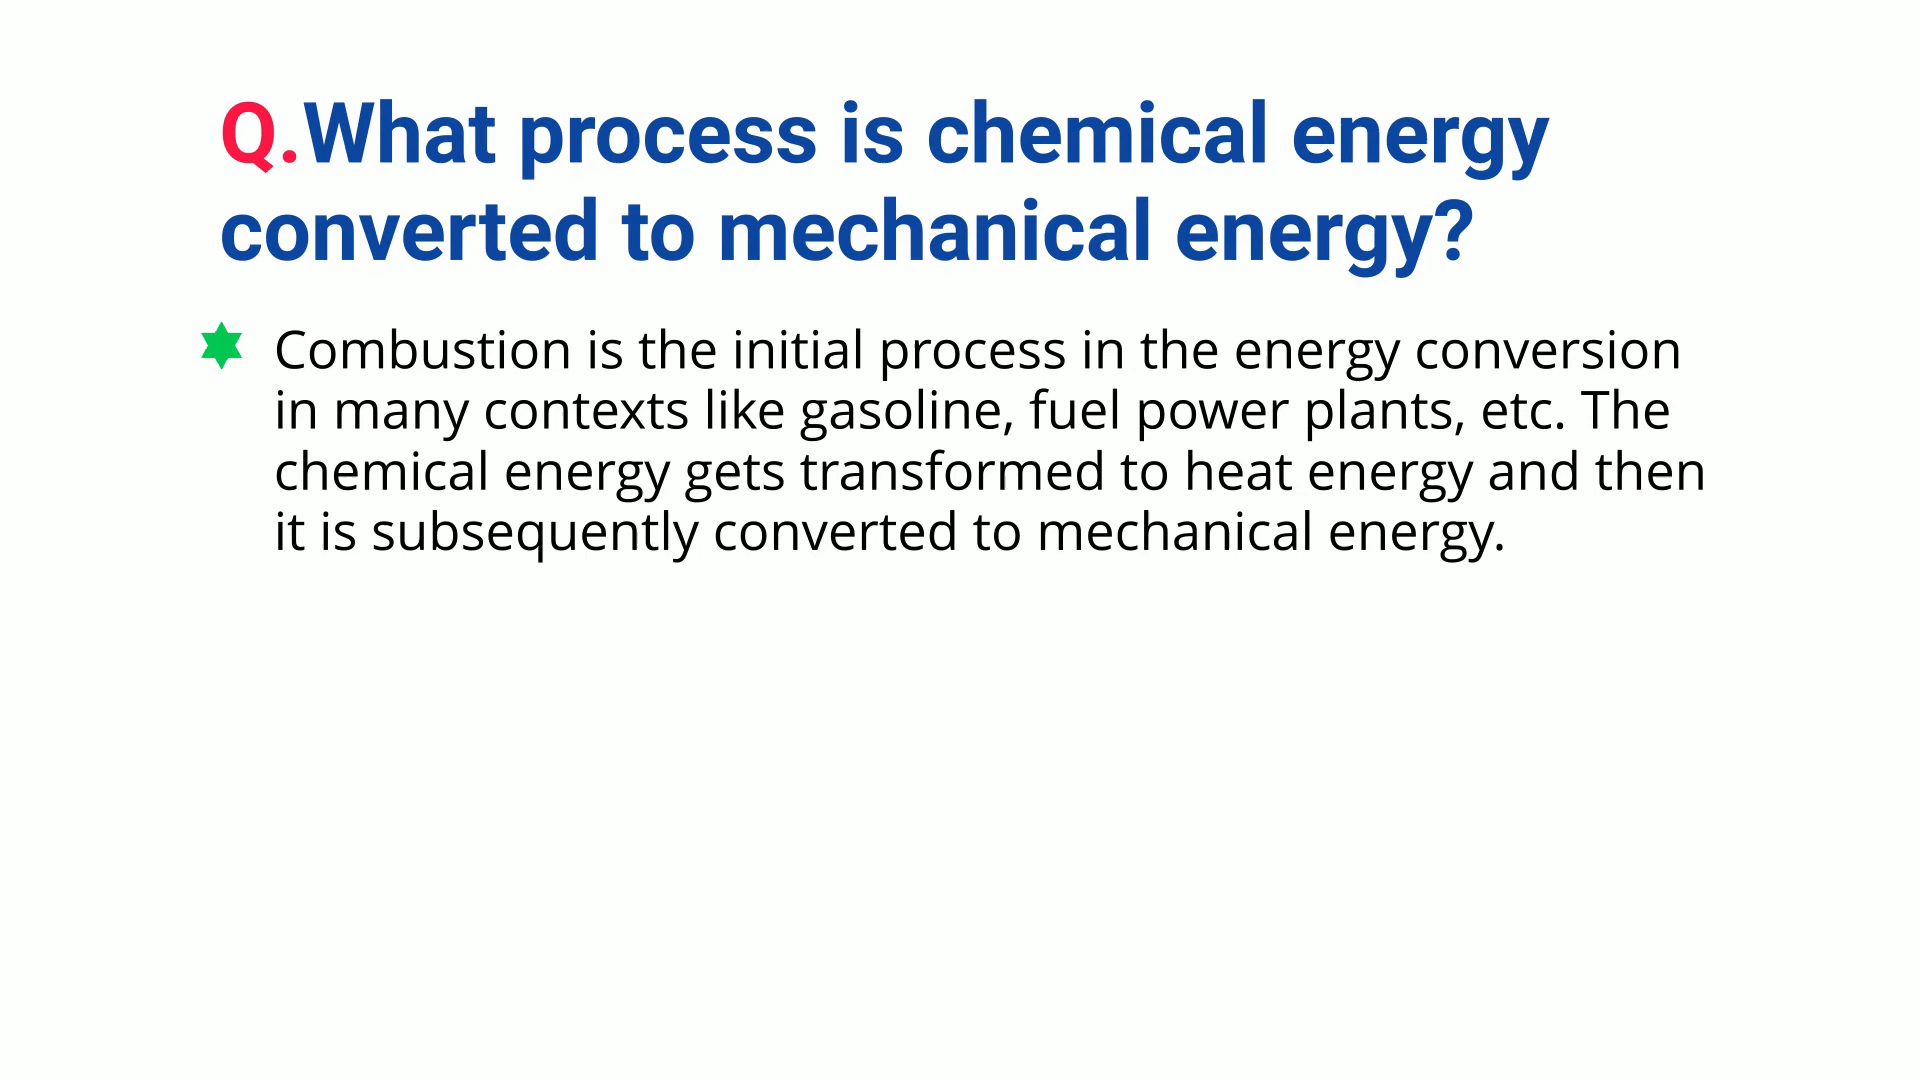 Q.What process is chemical energy
converted to mechanical energy?
Combustion is the initial process in the energy conversion
in many contexts like gasoline, fuel power plants, etc. The
chemical energy gets transformed to heat energy and then
it is subsequently converted to mechanical energy.